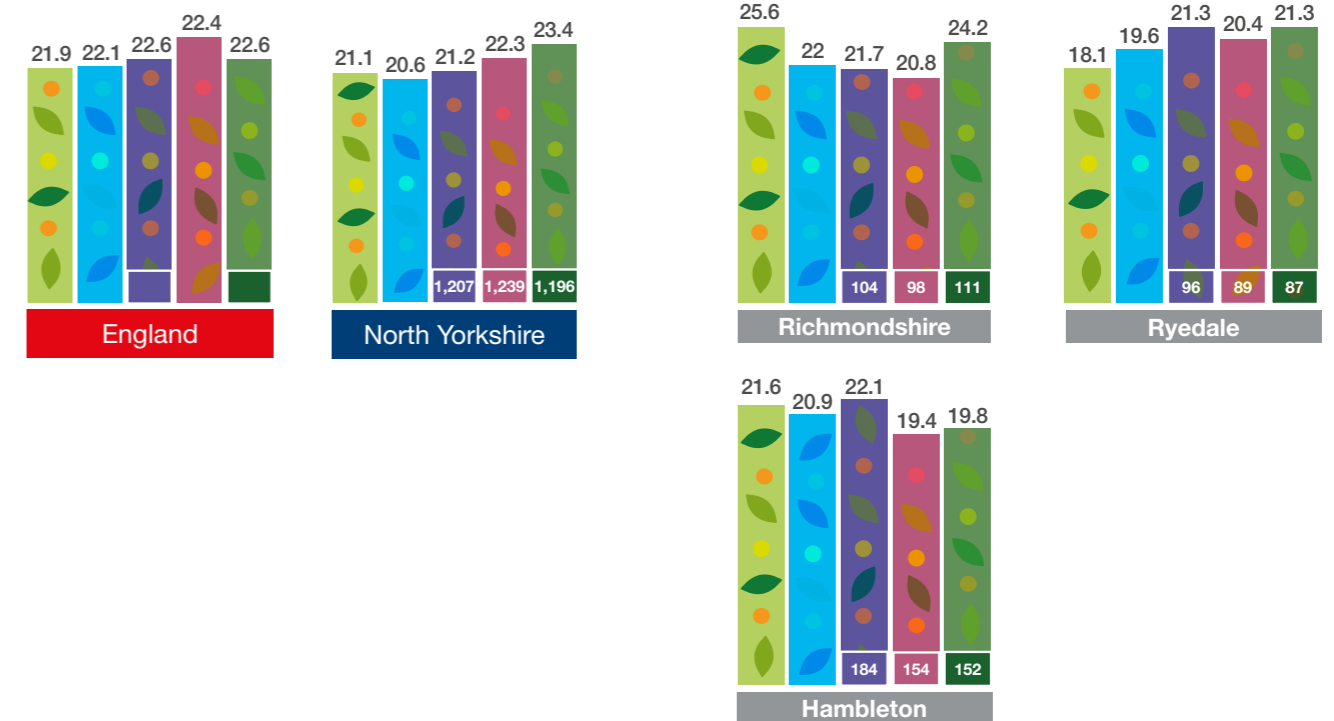 21.9 22.1 22.6 22.4 22.6
England
21.1 20.6 21.2 22.3 23.4
1,207 1,239 1,196
North Yorkshire
25.6 22 21.7 20.8 24.2
104 98 111
Richmondshire
18.1 19.6 21.3 20.4 21.3
96 89 87
Ryedale
21.6 20.9 22.1 19.4 19.8
184 154 152
Hambleton